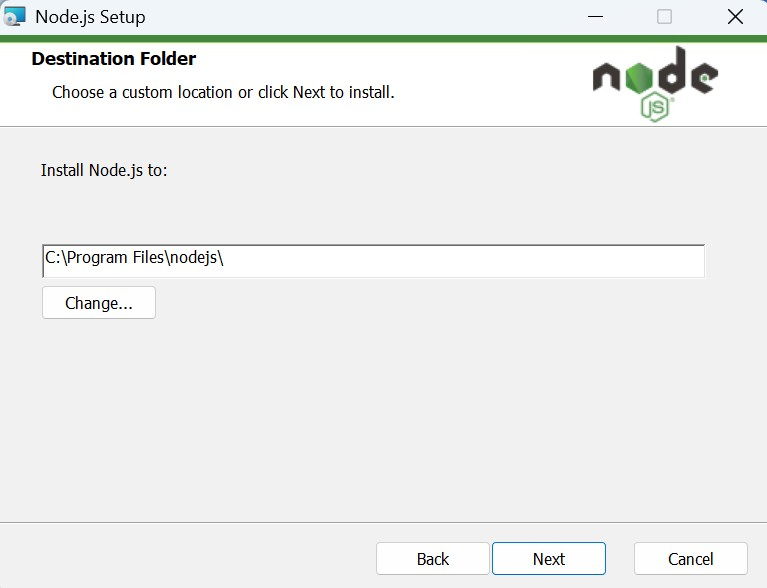 Node.js Setup
Destination Folder
Choose a custom location or click Next to install.
node
JS®
Install Node.js to:
C:\Program Files\nodejs\
Change...
Back
Next
Cancel